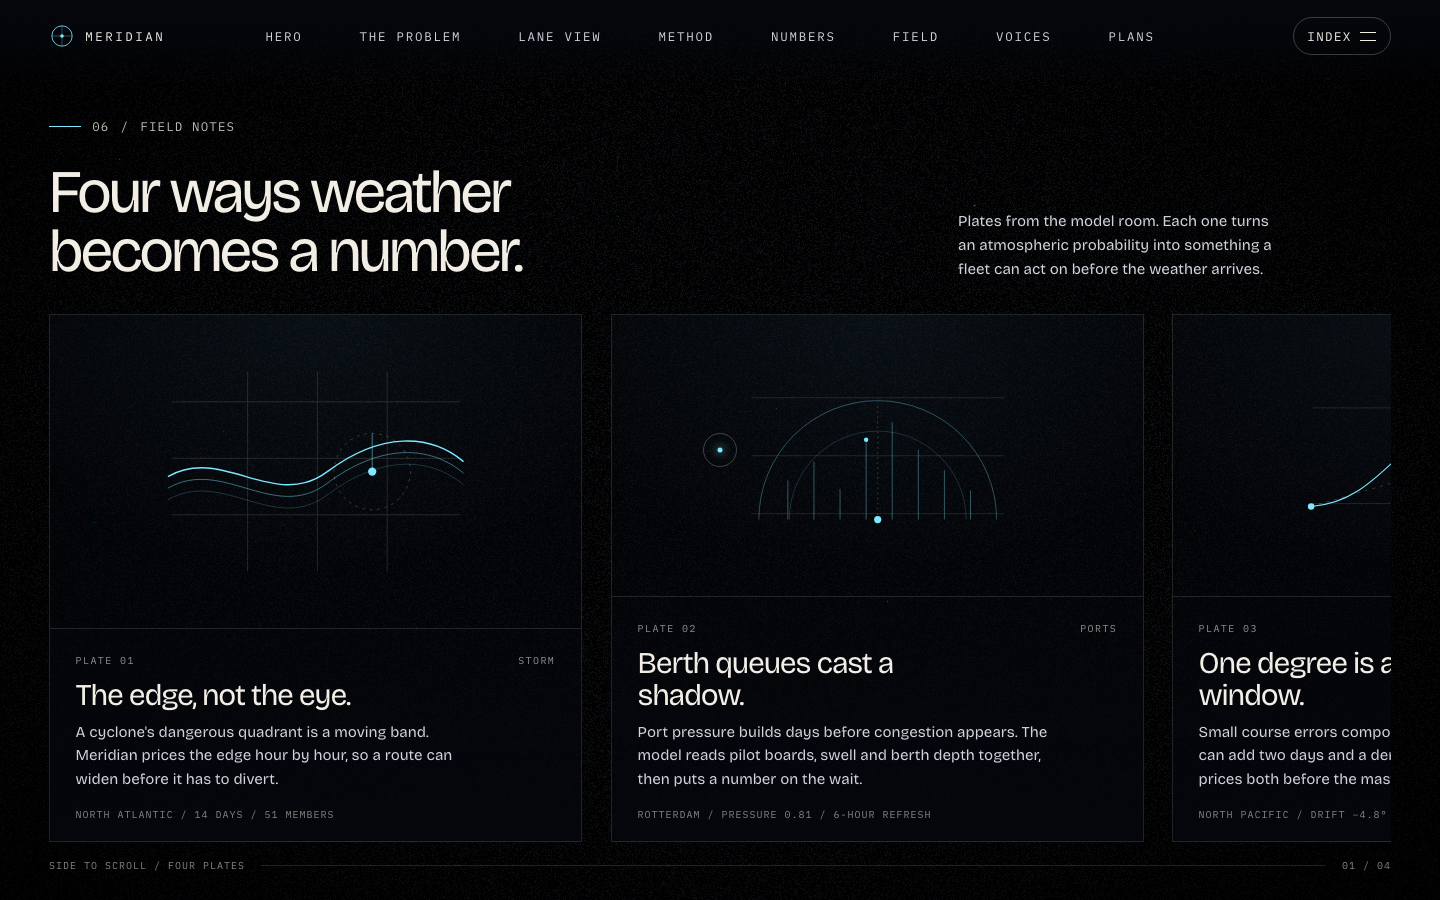 MERIDIAN
HERO
THE PROBLEM
LANE VIEW
METHOD
NUMBERS
FIELD
VOICES
PLANS
INDEX
06 / FIELD NOTES
Four ways weather
becomes a number.
Plates from the model room. Each one turns
an atmospheric probability into something a
fleet can act on before the weather arrives.
PLATE 01
STORM
The edge, not the eye.
A cyclone's dangerous quadrant is a moving band.
Meridian prices the edge hour by hour, so a route can
widen before it has to divert.
NORTH ATLANTIC / 14 DAYS / 51 MEMBERS
PLATE 02
PORTS
Berth queues cast a
shadow.
Port pressure builds days before congestion appears. The
model reads pilot boards, swell and berth depth together,
then puts a number on the wait.
ROTTERDAM / PRESSURE 0.81 / 6-HOUR REFRESH
PLATE 03
One degree is a
window.
Small course errors compo
can add two days and a de
prices both before the mas
NORTH PACIFIC / DRIFT −4.8°
SIDE TO SCROLL / FOUR PLATES
01 / 04